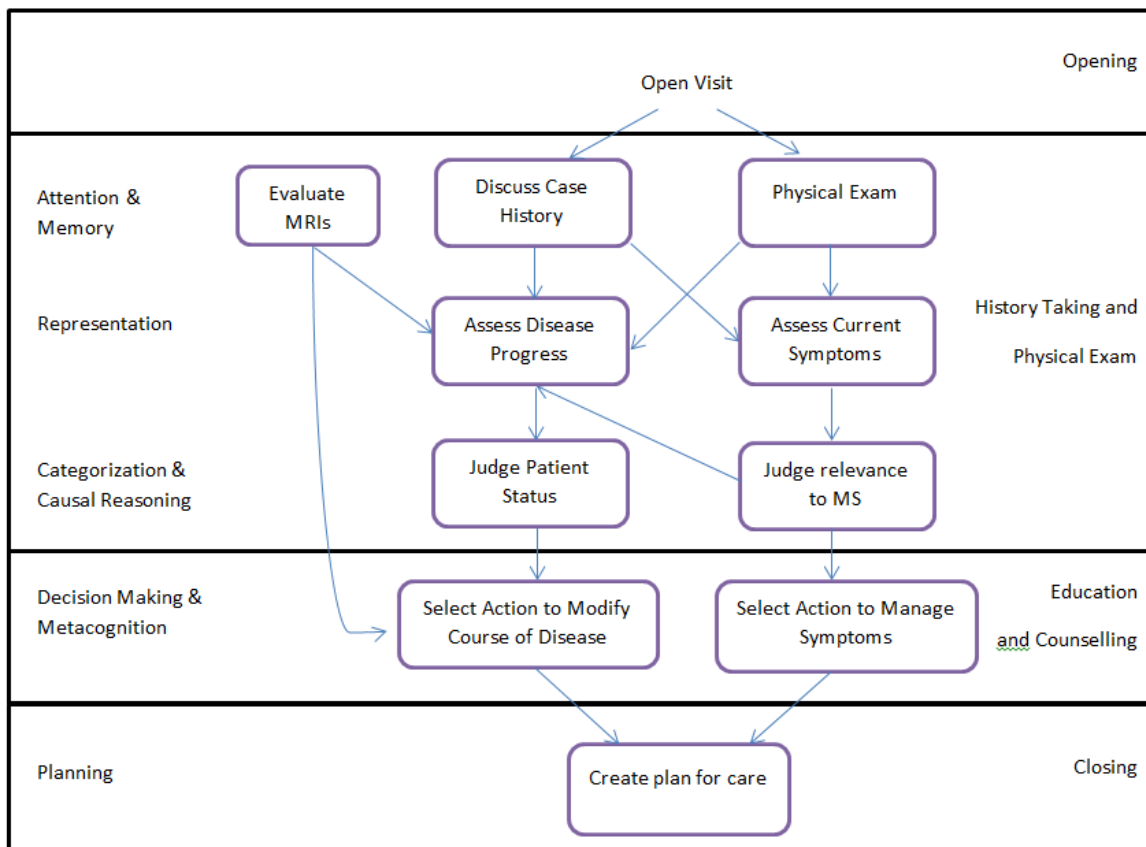 Opening
Open Visit
Attention &
Memory
Evaluate
MRIs
Discuss Case
History
Physical Exam
Representation
Assess Disease
Progress
Assess Current
Symptoms
History Taking and
Physical Exam
Categorization &
Causal Reasoning
Judge Patient
Status
Judge relevance
to MS
Decision Making &
Metacognition
Select Action to Modify
Course of Disease
Select Action to Manage
Symptoms
Education
and Counselling
Planning
Create plan for care
Closing